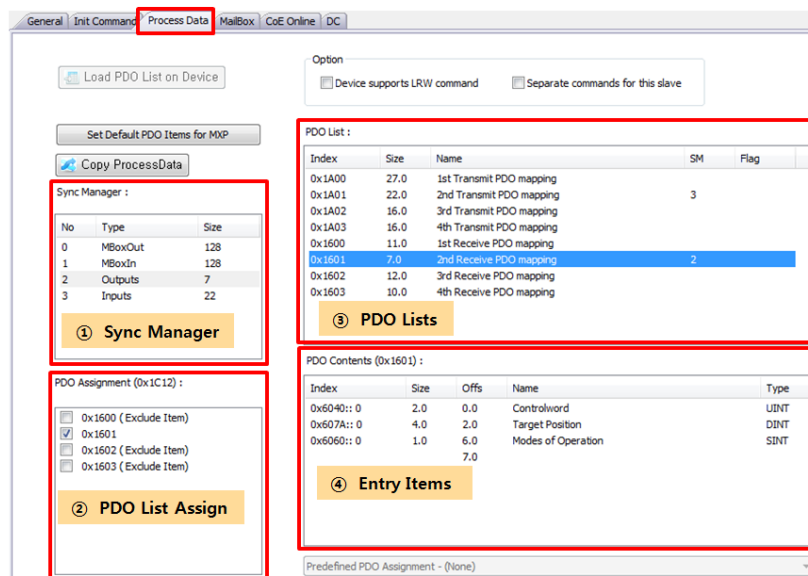 General Init Command Process Data MailBox CoE Online DC
Load PDO List on Device
Option
Device supports LRW command Separate commands for this slave
Set Default PDO Items for MXP
Copy ProcessData
Sync Manager :
No Type Size
0 MBoxOut 128
1 MBoxIn 128
2 Outputs 7
3 Inputs 22
① Sync Manager
PDO Assignment (0x1C12) :
0x1600 (Exclude Item)
0x1601
0x1602 (Exclude Item)
0x1603 (Exclude Item)
② PDO List Assign
PDO List :
Index Size Name SM Flag
0x1A00 27.0 1st Transmit PDO mapping
0x1A01 22.0 2nd Transmit PDO mapping 3
0x1A02 16.0 3rd Transmit PDO mapping
0x1A03 16.0 4th Transmit PDO mapping
0x1600 11.0 1st Receive PDO mapping
0x1601 7.0 2nd Receive PDO mapping 2
0x1602 12.0 3rd Receive PDO mapping
0x1603 10.0 4th Receive PDO mapping
③ PDO Lists
PDO Contents (0x1601) :
Index Size Offs Name Type
0x6040:: 0 2.0 0.0 Controlword UINT
0x607A:: 0 4.0 2.0 Target Position DINT
0x6060:: 0 1.0 6.0 Modes of Operation SINT
7.0
④ Entry Items
Predefined PDO Assignment - (None)